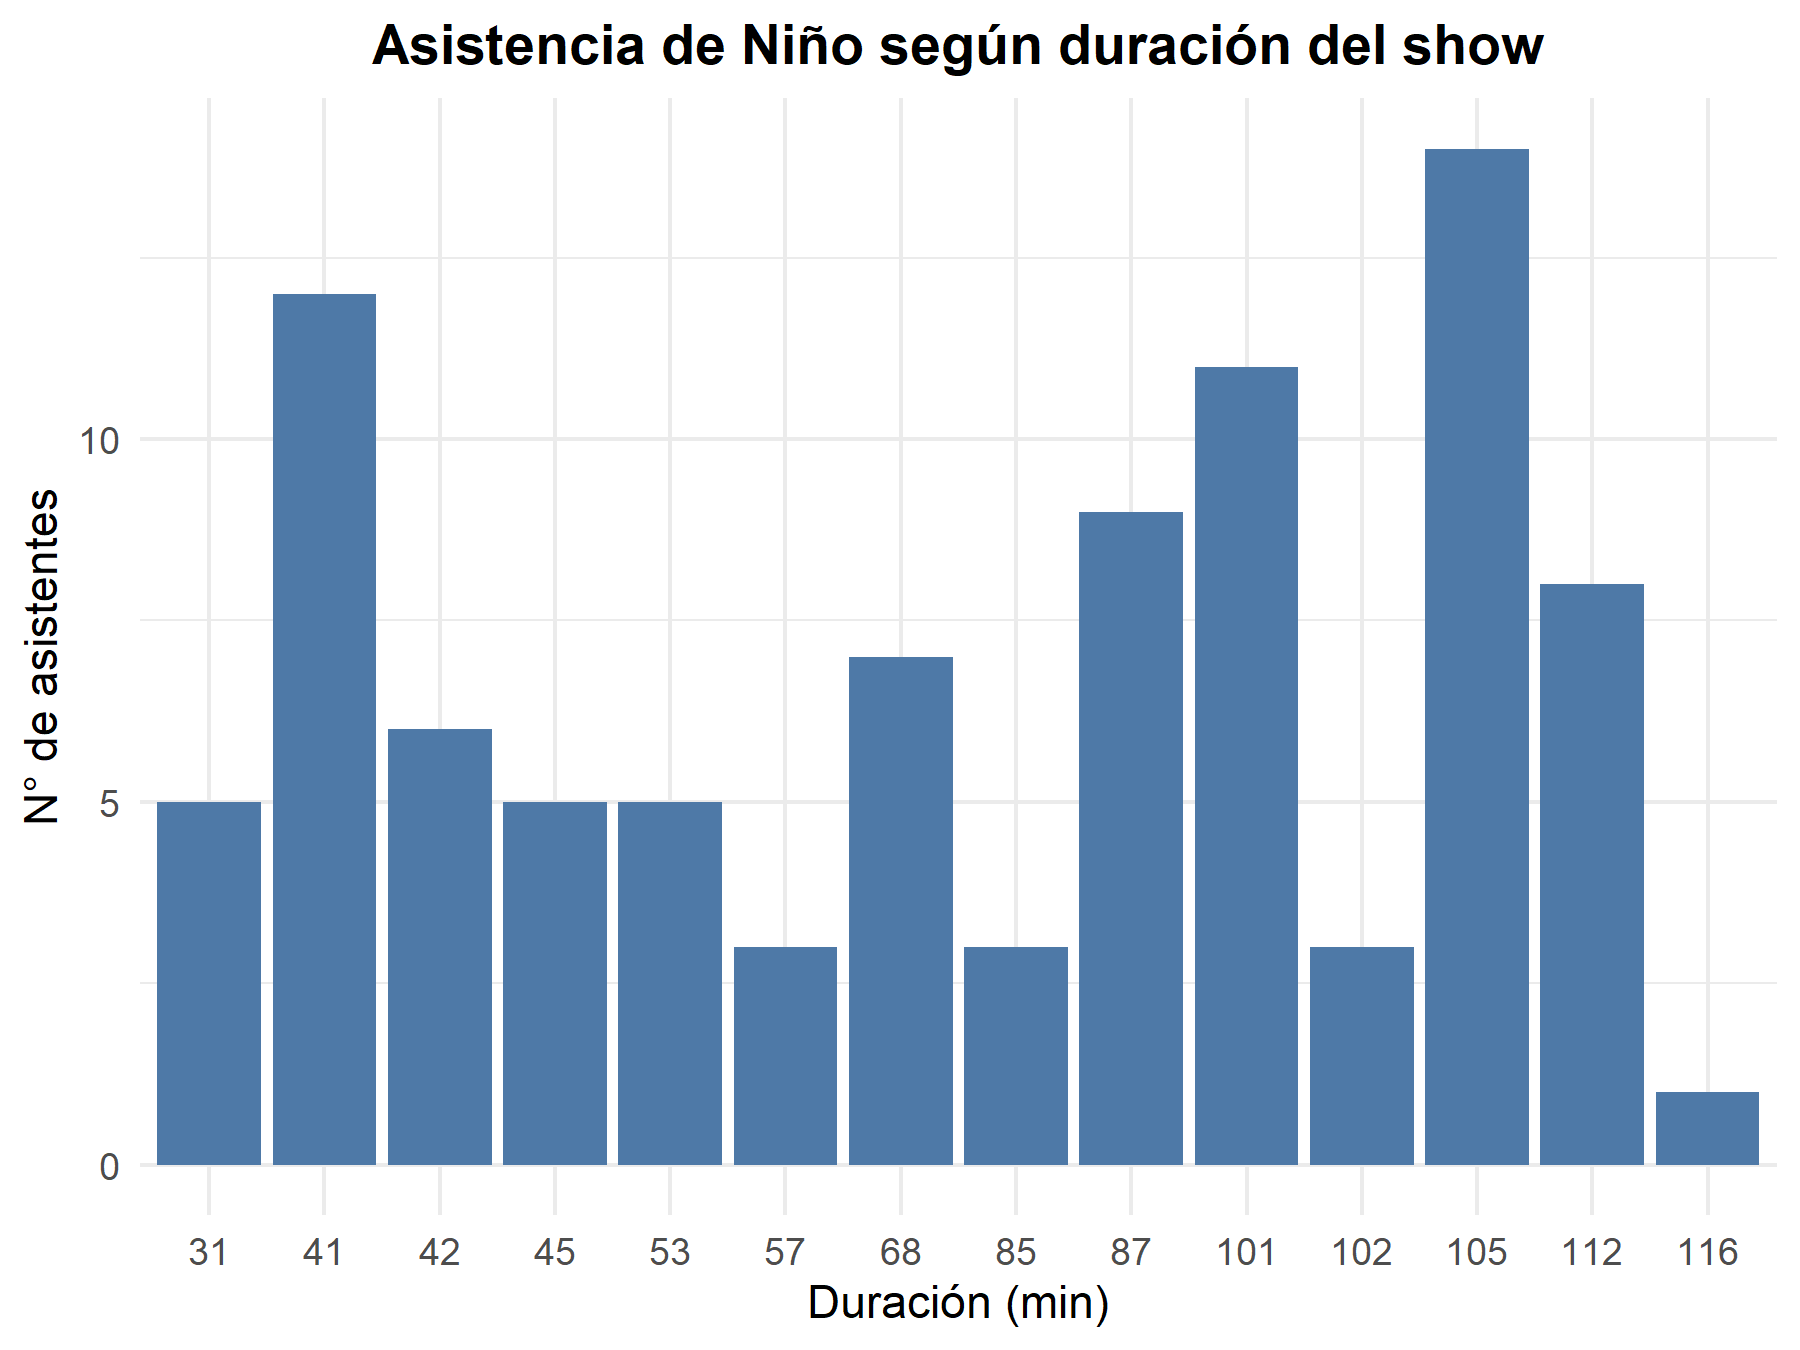 Asistencia de Niño según duración del show
N° de asistentes
10
5
0
31 41 42 45 53 57 68 85 87 101 102 105 112 116
Duración (min)